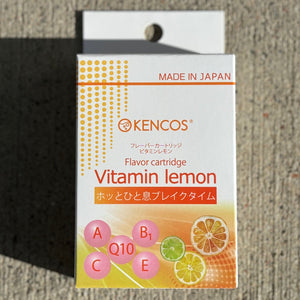 MADE IN JAPAN
KENCOS®
フレーバーカートリッジ
ビタミンレモン
Flavor cartridge
Vitamin lemon
ホッとひと息ブレイクタイム
A B1
Q10
C E